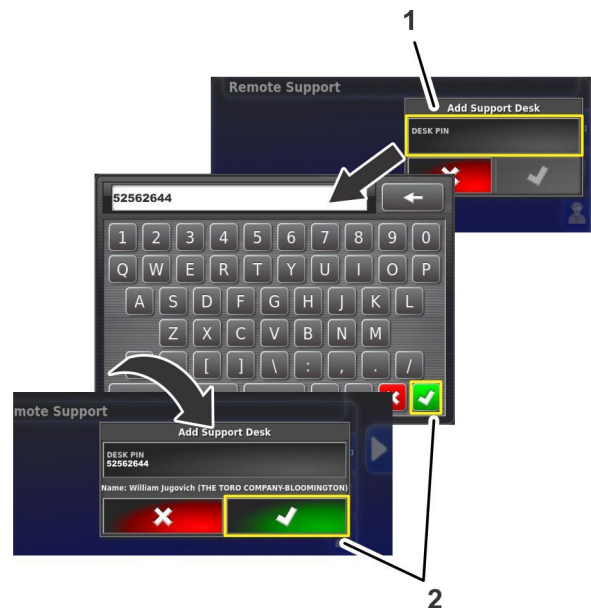 1
Remote Support
Add Support Desk
DESK PIN
52562644
1 2 3 4 5 6 7 8 9 0
Q W E R T Y U I O P
A S D F G H J K L
Z X C V B N M
[ ] \ : , . /
mote Support
Add Support Desk
DESK PIN
52562644
Name: William Jugovich (THE TORO COMPANY-BLOOMINGTON)
2